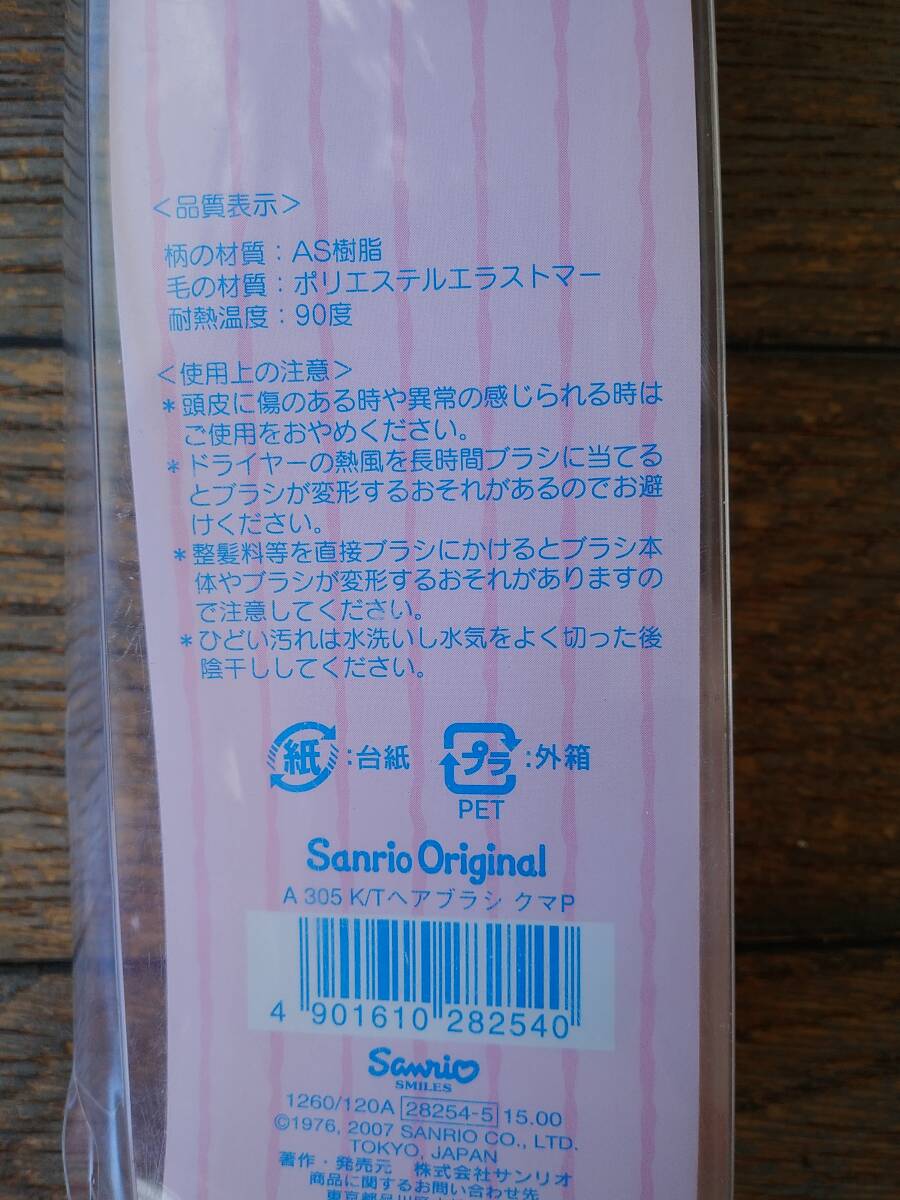 ＜品質表示＞
柄の材質：AS樹脂
毛の材質：ポリエステルエラストマー
耐熱温度：90度
＜使用上の注意＞
＊頭皮に傷のある時や異常の感じられる時は
ご使用をおやめください。
＊ドライヤーの熱風を長時間ブラシに当てる
とブラシが変形するおそれがあるのでお避
けください。
＊整髪料等を直接ブラシにかけるとブラシ本
体やブラシが変形するおそれがありますの
で注意してください。
＊ひどい汚れは水洗いし水気をよく切った後
陰干ししてください。
紙：台紙 プラ：外箱
PET
Sanrio Original
A 305 K/Tヘアブラシ クマP
4 901610 282540
Sanrio
SMILES
1260/120A 28254-5 15.00
©1976, 2007 SANRIO CO., LTD.
TOKYO, JAPAN
著作・発売元 株式会社サンリオ
商品に関するお問い合わせ先
東京都品川区